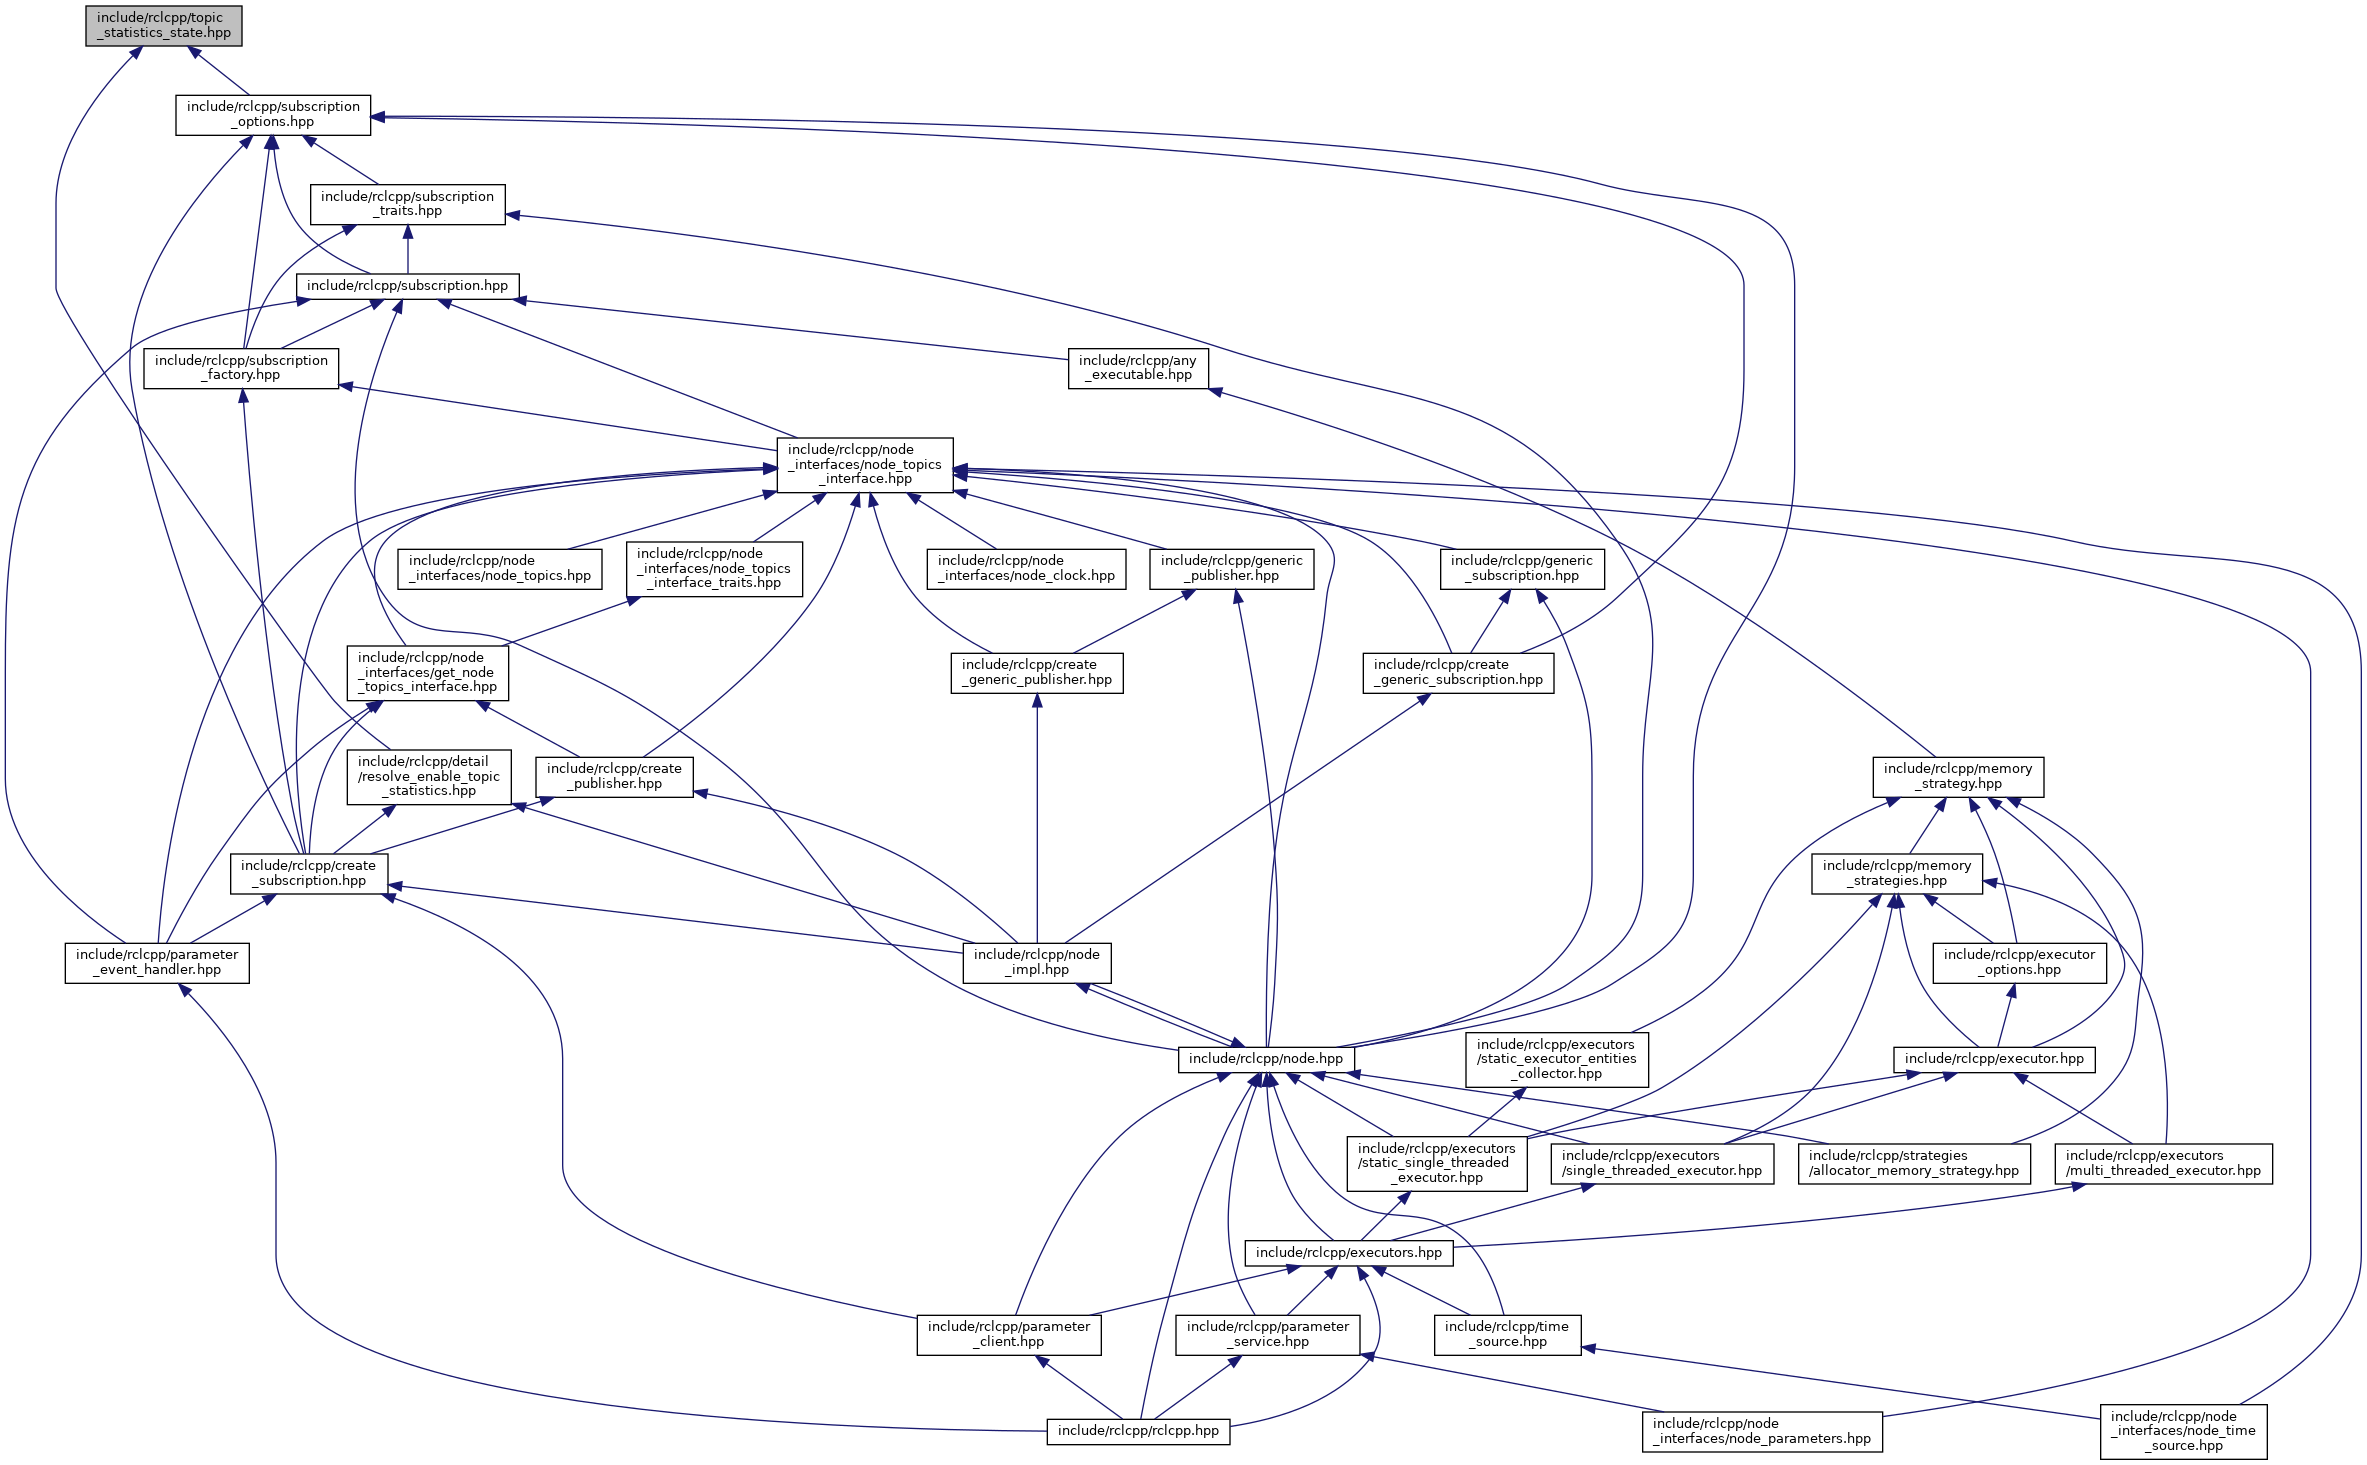 include/rclcpp/topic
_statistics_state.hpp
include/rclcpp/subscription
_options.hpp
include/rclcpp/subscription
_traits.hpp
include/rclcpp/subscription.hpp
include/rclcpp/subscription
_factory.hpp
include/rclcpp/any
_executable.hpp
include/rclcpp/node
_interfaces/node_topics
_interface.hpp
include/rclcpp/node
_interfaces/node_topics.hpp
include/rclcpp/node
_interfaces/node_topics
_interface_traits.hpp
include/rclcpp/node
_interfaces/node_clock.hpp
include/rclcpp/generic
_publisher.hpp
include/rclcpp/generic
_subscription.hpp
include/rclcpp/node
_interfaces/get_node
_topics_interface.hpp
include/rclcpp/create
_generic_publisher.hpp
include/rclcpp/create
_generic_subscription.hpp
include/rclcpp/detail
/resolve_enable_topic
_statistics.hpp
include/rclcpp/create
_publisher.hpp
include/rclcpp/memory
_strategy.hpp
include/rclcpp/create
_subscription.hpp
include/rclcpp/memory
_strategies.hpp
include/rclcpp/parameter
_event_handler.hpp
include/rclcpp/node
_impl.hpp
include/rclcpp/executor
_options.hpp
include/rclcpp/node.hpp
include/rclcpp/executors
/static_executor_entities
_collector.hpp
include/rclcpp/executor.hpp
include/rclcpp/executors
/static_single_threaded
_executor.hpp
include/rclcpp/executors
/single_threaded_executor.hpp
include/rclcpp/strategies
/allocator_memory_strategy.hpp
include/rclcpp/executors
/multi_threaded_executor.hpp
include/rclcpp/executors.hpp
include/rclcpp/parameter
_client.hpp
include/rclcpp/parameter
_service.hpp
include/rclcpp/time
_source.hpp
include/rclcpp/rclcpp.hpp
include/rclcpp/node
_interfaces/node_parameters.hpp
include/rclcpp/node
_interfaces/node_time
_source.hpp